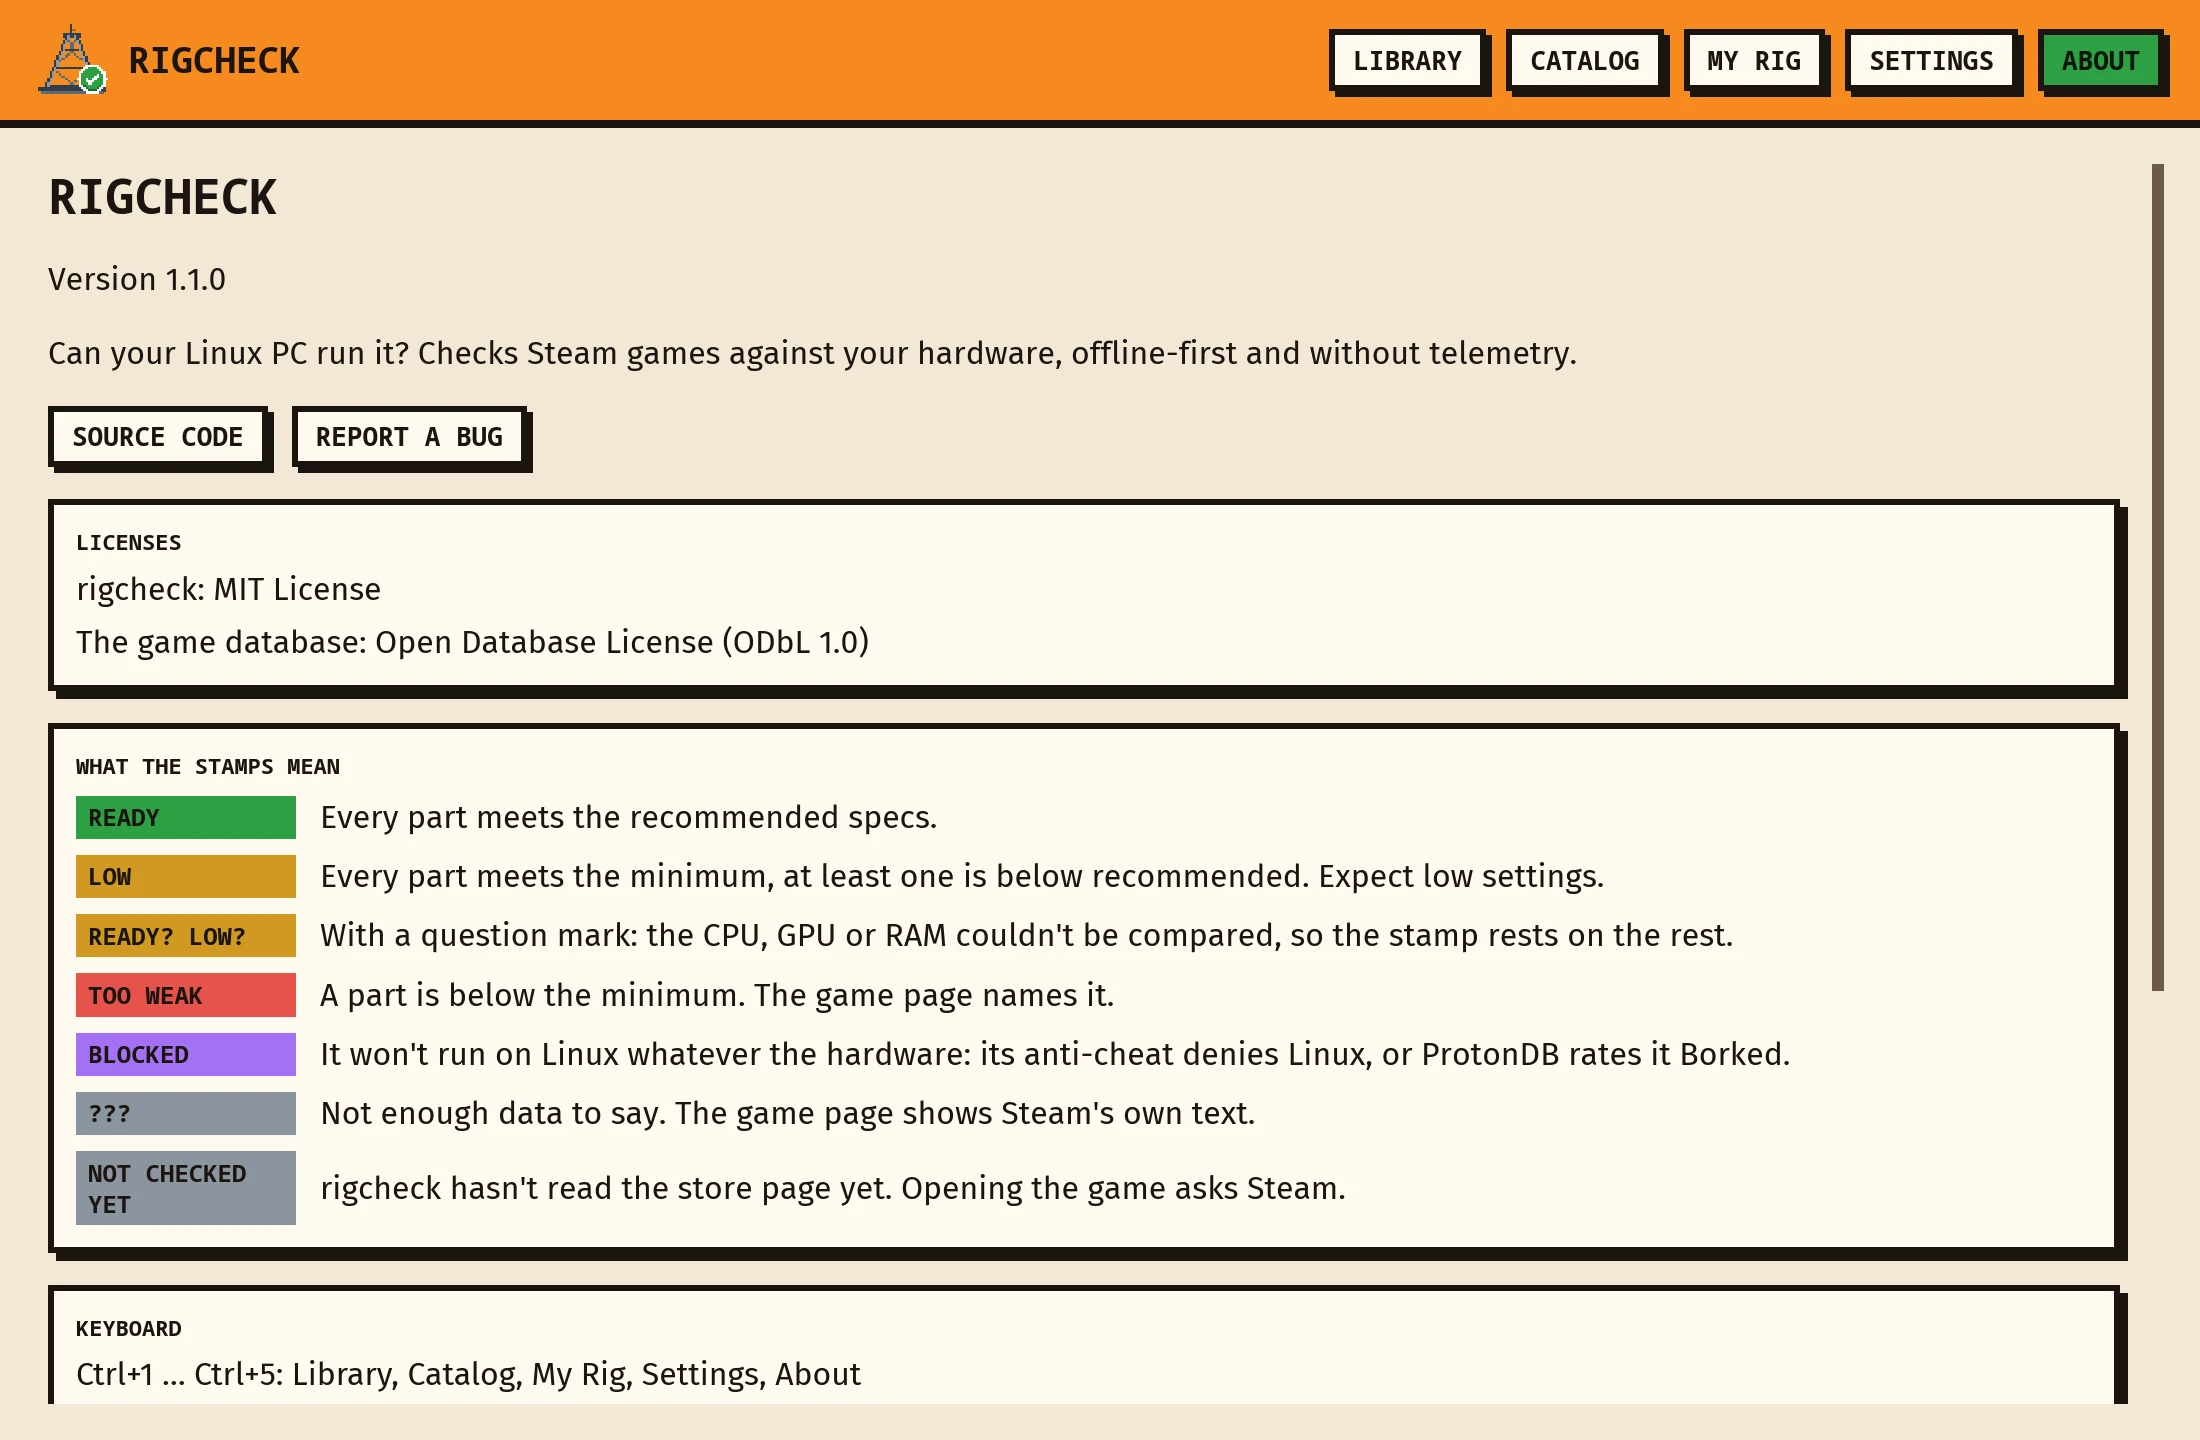 RIGCHECK
LIBRARY
CATALOG
MY RIG
SETTINGS
ABOUT
RIGCHECK
Version 1.1.0
Can your Linux PC run it? Checks Steam games against your hardware, offline-first and without telemetry.
SOURCE CODE
REPORT A BUG
LICENSES
rigcheck: MIT License
The game database: Open Database License (ODbL 1.0)
WHAT THE STAMPS MEAN
READY Every part meets the recommended specs.
LOW Every part meets the minimum, at least one is below recommended. Expect low settings.
READY? LOW? With a question mark: the CPU, GPU or RAM couldn't be compared, so the stamp rests on the rest.
TOO WEAK A part is below the minimum. The game page names it.
BLOCKED It won't run on Linux whatever the hardware: its anti-cheat denies Linux, or ProtonDB rates it Borked.
??? Not enough data to say. The game page shows Steam's own text.
NOT CHECKED
YET
rigcheck hasn't read the store page yet. Opening the game asks Steam.
KEYBOARD
Ctrl+1 ... Ctrl+5: Library, Catalog, My Rig, Settings, About